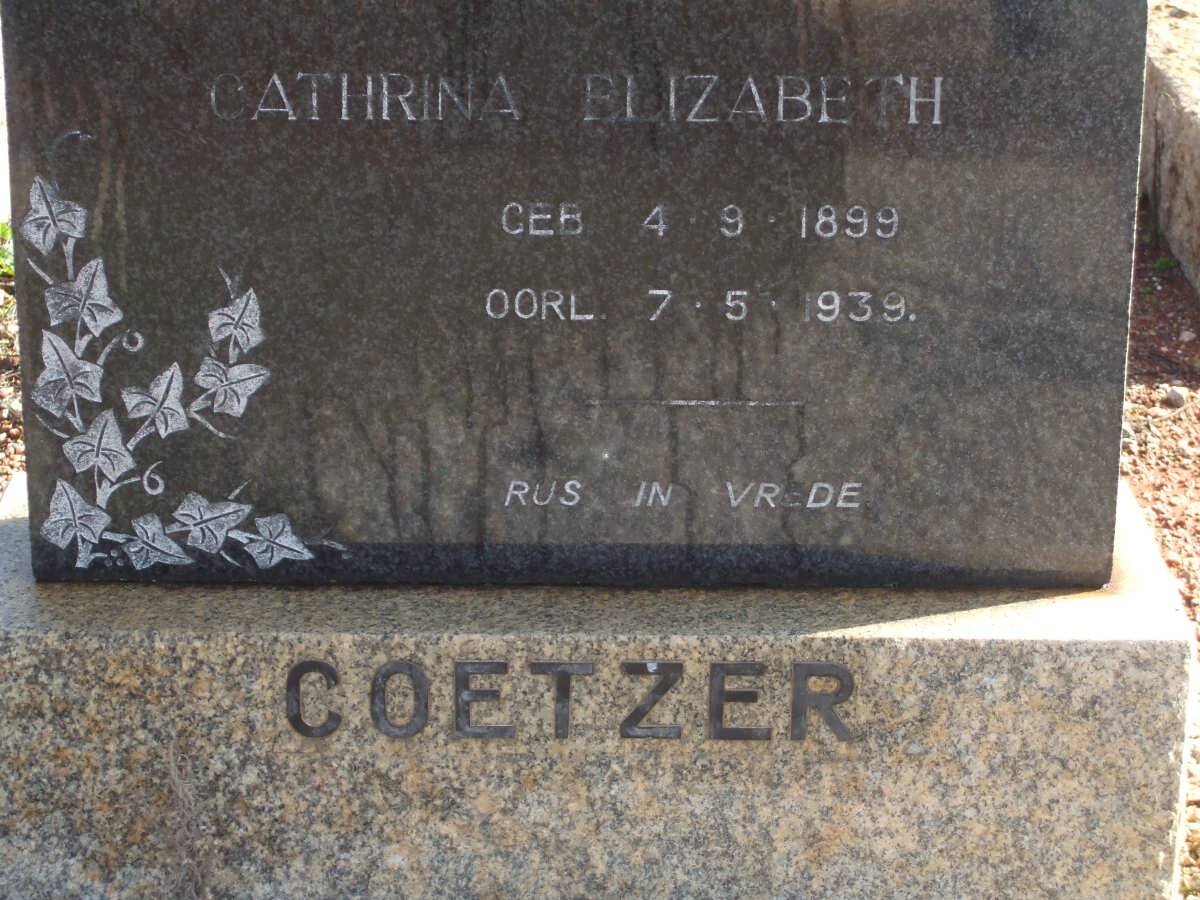 CATHRINA ELIZABETH
GEB 4·9·1899
OORL. 7·5·1939.
RUS IN VREDE
COETZER